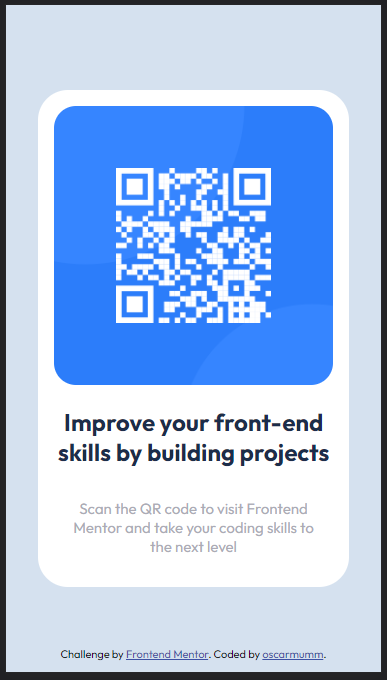 Improve your front-end
skills by building projects
Scan the QR code to visit Frontend
Mentor and take your coding skills to
the next level
Challenge by Frontend Mentor. Coded by oscarmumm.